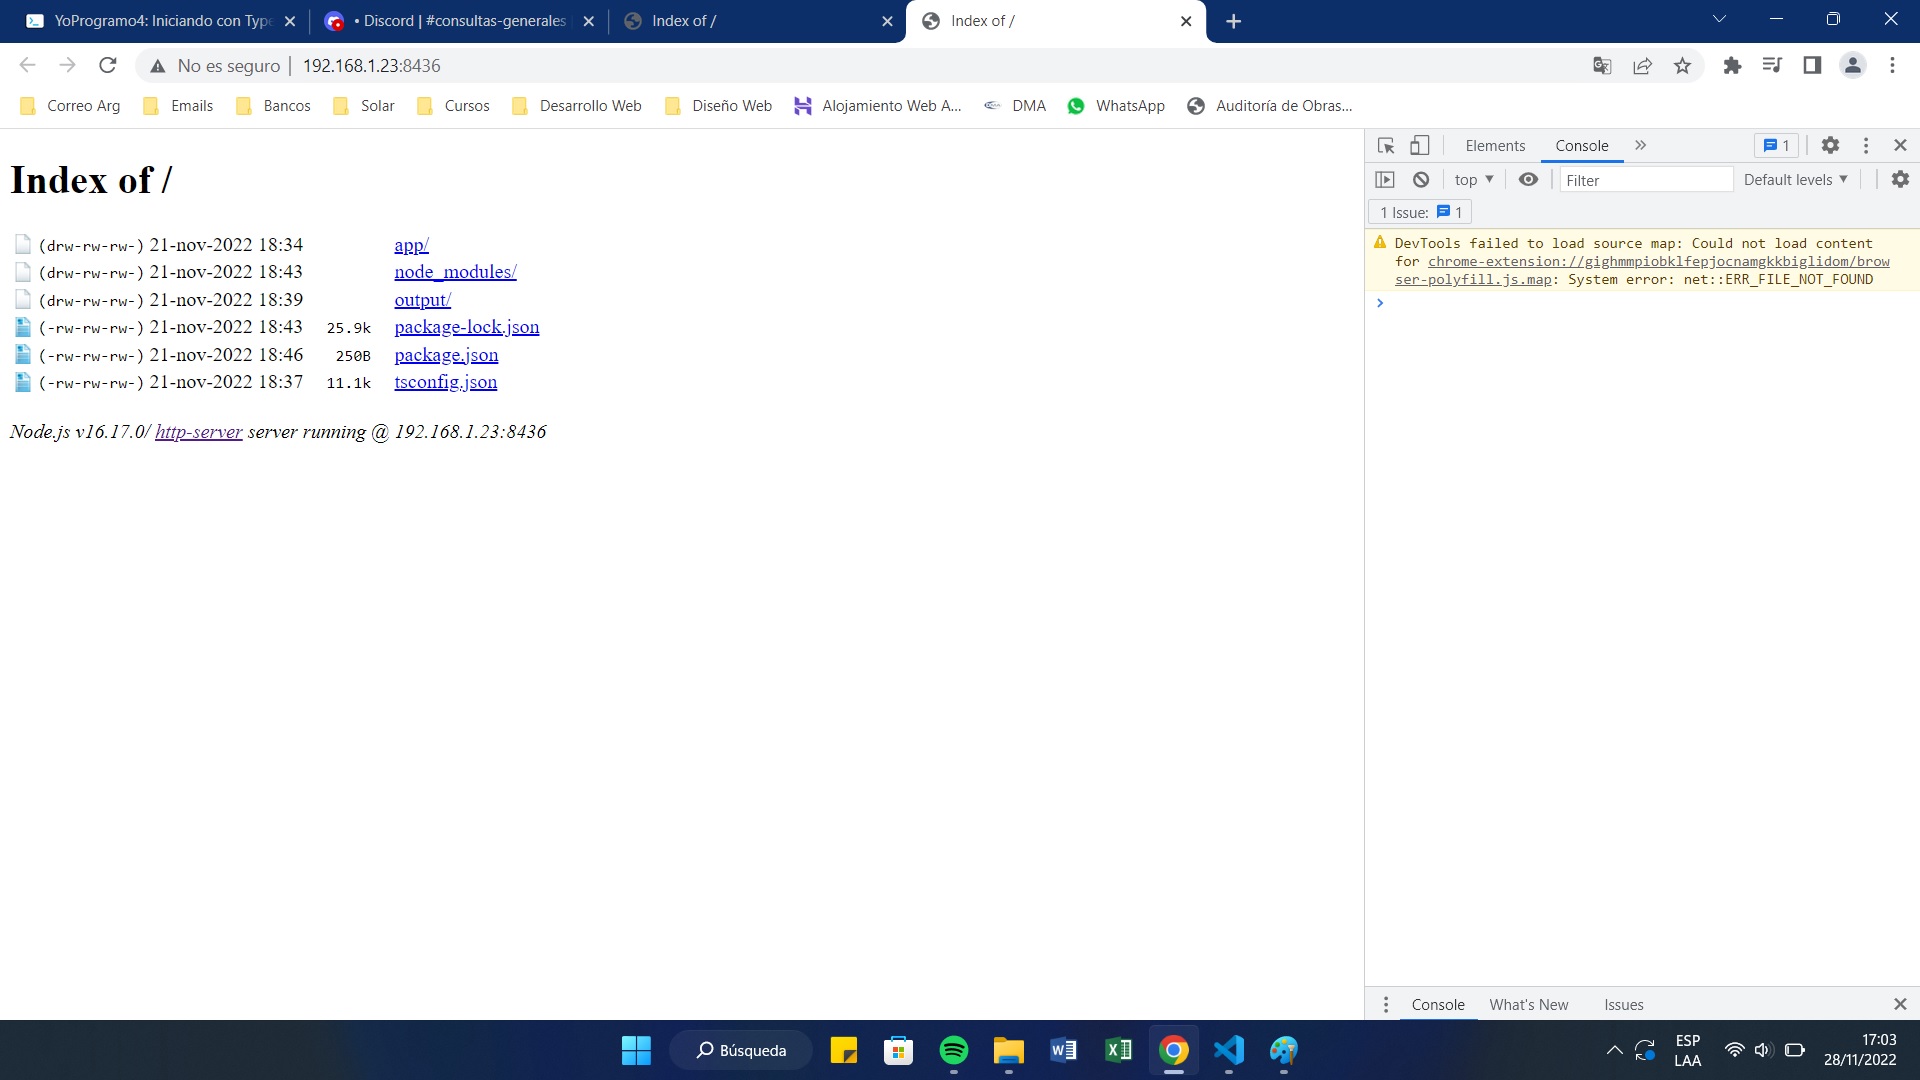 YoProgramo4: Iniciando con Type
• Discord | #consultas-generales
Index of /
Index of /
No es seguro
192.168.1.23:8436
Correo Arg
Emails
Bancos
Solar
Cursos
Desarrollo Web
Diseño Web
Alojamiento Web A...
DMA
WhatsApp
Auditoría de Obras...
Index of /
(drw-rw-rw-) 21-nov-2022 18:34 app/
(drw-rw-rw-) 21-nov-2022 18:43 node_modules/
(drw-rw-rw-) 21-nov-2022 18:39 output/
(-rw-rw-rw-) 21-nov-2022 18:43 25.9k package-lock.json
(-rw-rw-rw-) 21-nov-2022 18:46 250B package.json
(-rw-rw-rw-) 21-nov-2022 18:37 11.1k tsconfig.json
Node.js v16.17.0/ http-server server running @ 192.168.1.23:8436
Elements
Console
1
top
Filter
Default levels
1 Issue: 1
DevTools failed to load source map: Could not load content
for chrome-extension://gighmmpiobklfepjocnamgkkbiglidom/brow
ser-polyfill.js.map: System error: net::ERR_FILE_NOT_FOUND
Console
What's New
Issues
Búsqueda
ESP
LAA
17:03
28/11/2022